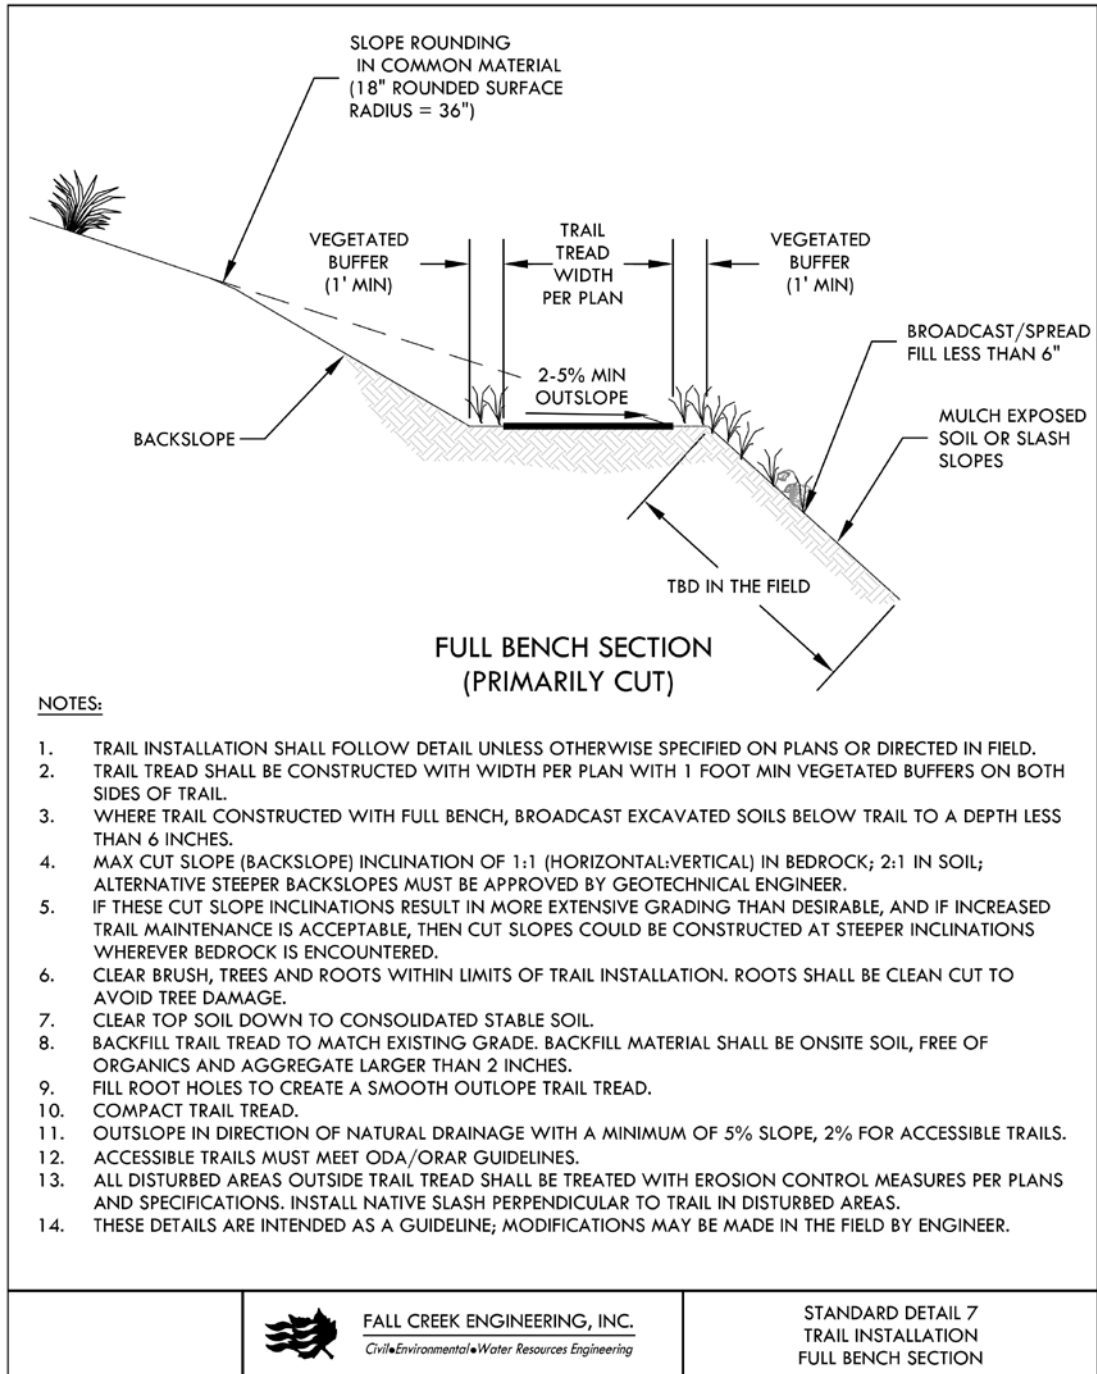 SLOPE ROUNDING
IN COMMON MATERIAL
(18" ROUNDED SURFACE
RADIUS = 36")
VEGETATED
BUFFER
(1' MIN)
TRAIL
TREAD
WIDTH
PER PLAN
VEGETATED
BUFFER
(1' MIN)
BROADCAST/SPREAD
FILL LESS THAN 6"
2-5% MIN
OUTSLOPE
MULCH EXPOSED
SOIL OR SLASH
SLOPES
BACKSLOPE
TBD IN THE FIELD
FULL BENCH SECTION
(PRIMARILY CUT)
NOTES:
1. TRAIL INSTALLATION SHALL FOLLOW DETAIL UNLESS OTHERWISE SPECIFIED ON PLANS OR DIRECTED IN FIELD.
2. TRAIL TREAD SHALL BE CONSTRUCTED WITH WIDTH PER PLAN WITH 1 FOOT MIN VEGETATED BUFFERS ON BOTH
SIDES OF TRAIL.
3. WHERE TRAIL CONSTRUCTED WITH FULL BENCH, BROADCAST EXCAVATED SOILS BELOW TRAIL TO A DEPTH LESS
THAN 6 INCHES.
4. MAX CUT SLOPE (BACKSLOPE) INCLINATION OF 1:1 (HORIZONTAL:VERTICAL) IN BEDROCK; 2:1 IN SOIL;
ALTERNATIVE STEEPER BACKSLOPES MUST BE APPROVED BY GEOTECHNICAL ENGINEER.
5. IF THESE CUT SLOPE INCLINATIONS RESULT IN MORE EXTENSIVE GRADING THAN DESIRABLE, AND IF INCREASED
TRAIL MAINTENANCE IS ACCEPTABLE, THEN CUT SLOPES COULD BE CONSTRUCTED AT STEEPER INCLINATIONS
WHEREVER BEDROCK IS ENCOUNTERED.
6. CLEAR BRUSH, TREES AND ROOTS WITHIN LIMITS OF TRAIL INSTALLATION. ROOTS SHALL BE CLEAN CUT TO
AVOID TREE DAMAGE.
7. CLEAR TOP SOIL DOWN TO CONSOLIDATED STABLE SOIL.
8. BACKFILL TRAIL TREAD TO MATCH EXISTING GRADE. BACKFILL MATERIAL SHALL BE ONSITE SOIL, FREE OF
ORGANICS AND AGGREGATE LARGER THAN 2 INCHES.
9. FILL ROOT HOLES TO CREATE A SMOOTH OUTLOPE TRAIL TREAD.
10. COMPACT TRAIL TREAD.
11. OUTSLOPE IN DIRECTION OF NATURAL DRAINAGE WITH A MINIMUM OF 5% SLOPE, 2% FOR ACCESSIBLE TRAILS.
12. ACCESSIBLE TRAILS MUST MEET ODA/ORAR GUIDELINES.
13. ALL DISTURBED AREAS OUTSIDE TRAIL TREAD SHALL BE TREATED WITH EROSION CONTROL MEASURES PER PLANS
AND SPECIFICATIONS. INSTALL NATIVE SLASH PERPENDICULAR TO TRAIL IN DISTURBED AREAS.
14. THESE DETAILS ARE INTENDED AS A GUIDELINE; MODIFICATIONS MAY BE MADE IN THE FIELD BY ENGINEER.
FALL CREEK ENGINEERING, INC.
Civil•Environmental•Water Resources Engineering
STANDARD DETAIL 7
TRAIL INSTALLATION
FULL BENCH SECTION